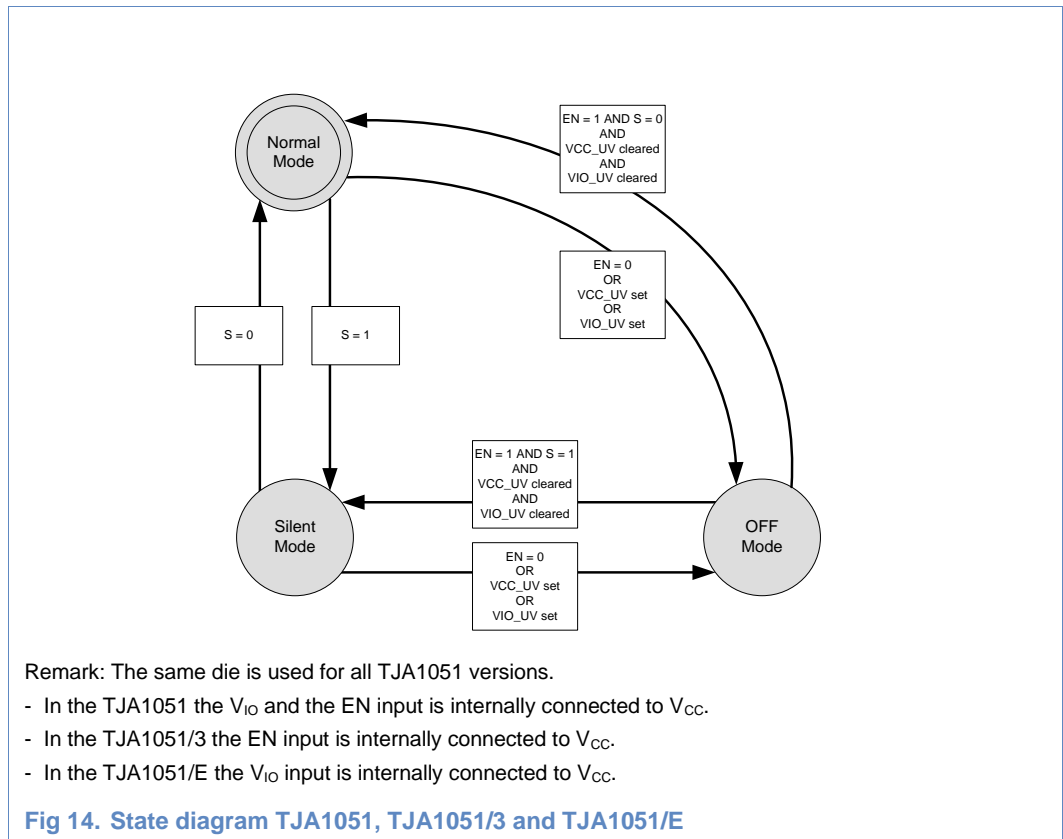 Normal
Mode
EN = 1 AND S = 0
AND
VCC_UV cleared
AND
VIO_UV cleared
EN = 0
OR
VCC_UV set
OR
VIO_UV set
S = 0
S = 1
EN = 1 AND S = 1
AND
VCC_UV cleared
AND
VIO_UV cleared
Silent
Mode
OFF
Mode
EN = 0
OR
VCC_UV set
OR
VIO_UV set
Remark: The same die is used for all TJA1051 versions.
- In the TJA1051 the VIO and the EN input is internally connected to VCC.
- In the TJA1051/3 the EN input is internally connected to VCC.
- In the TJA1051/E the VIO input is internally connected to VCC.
Fig 14. State diagram TJA1051, TJA1051/3 and TJA1051/E